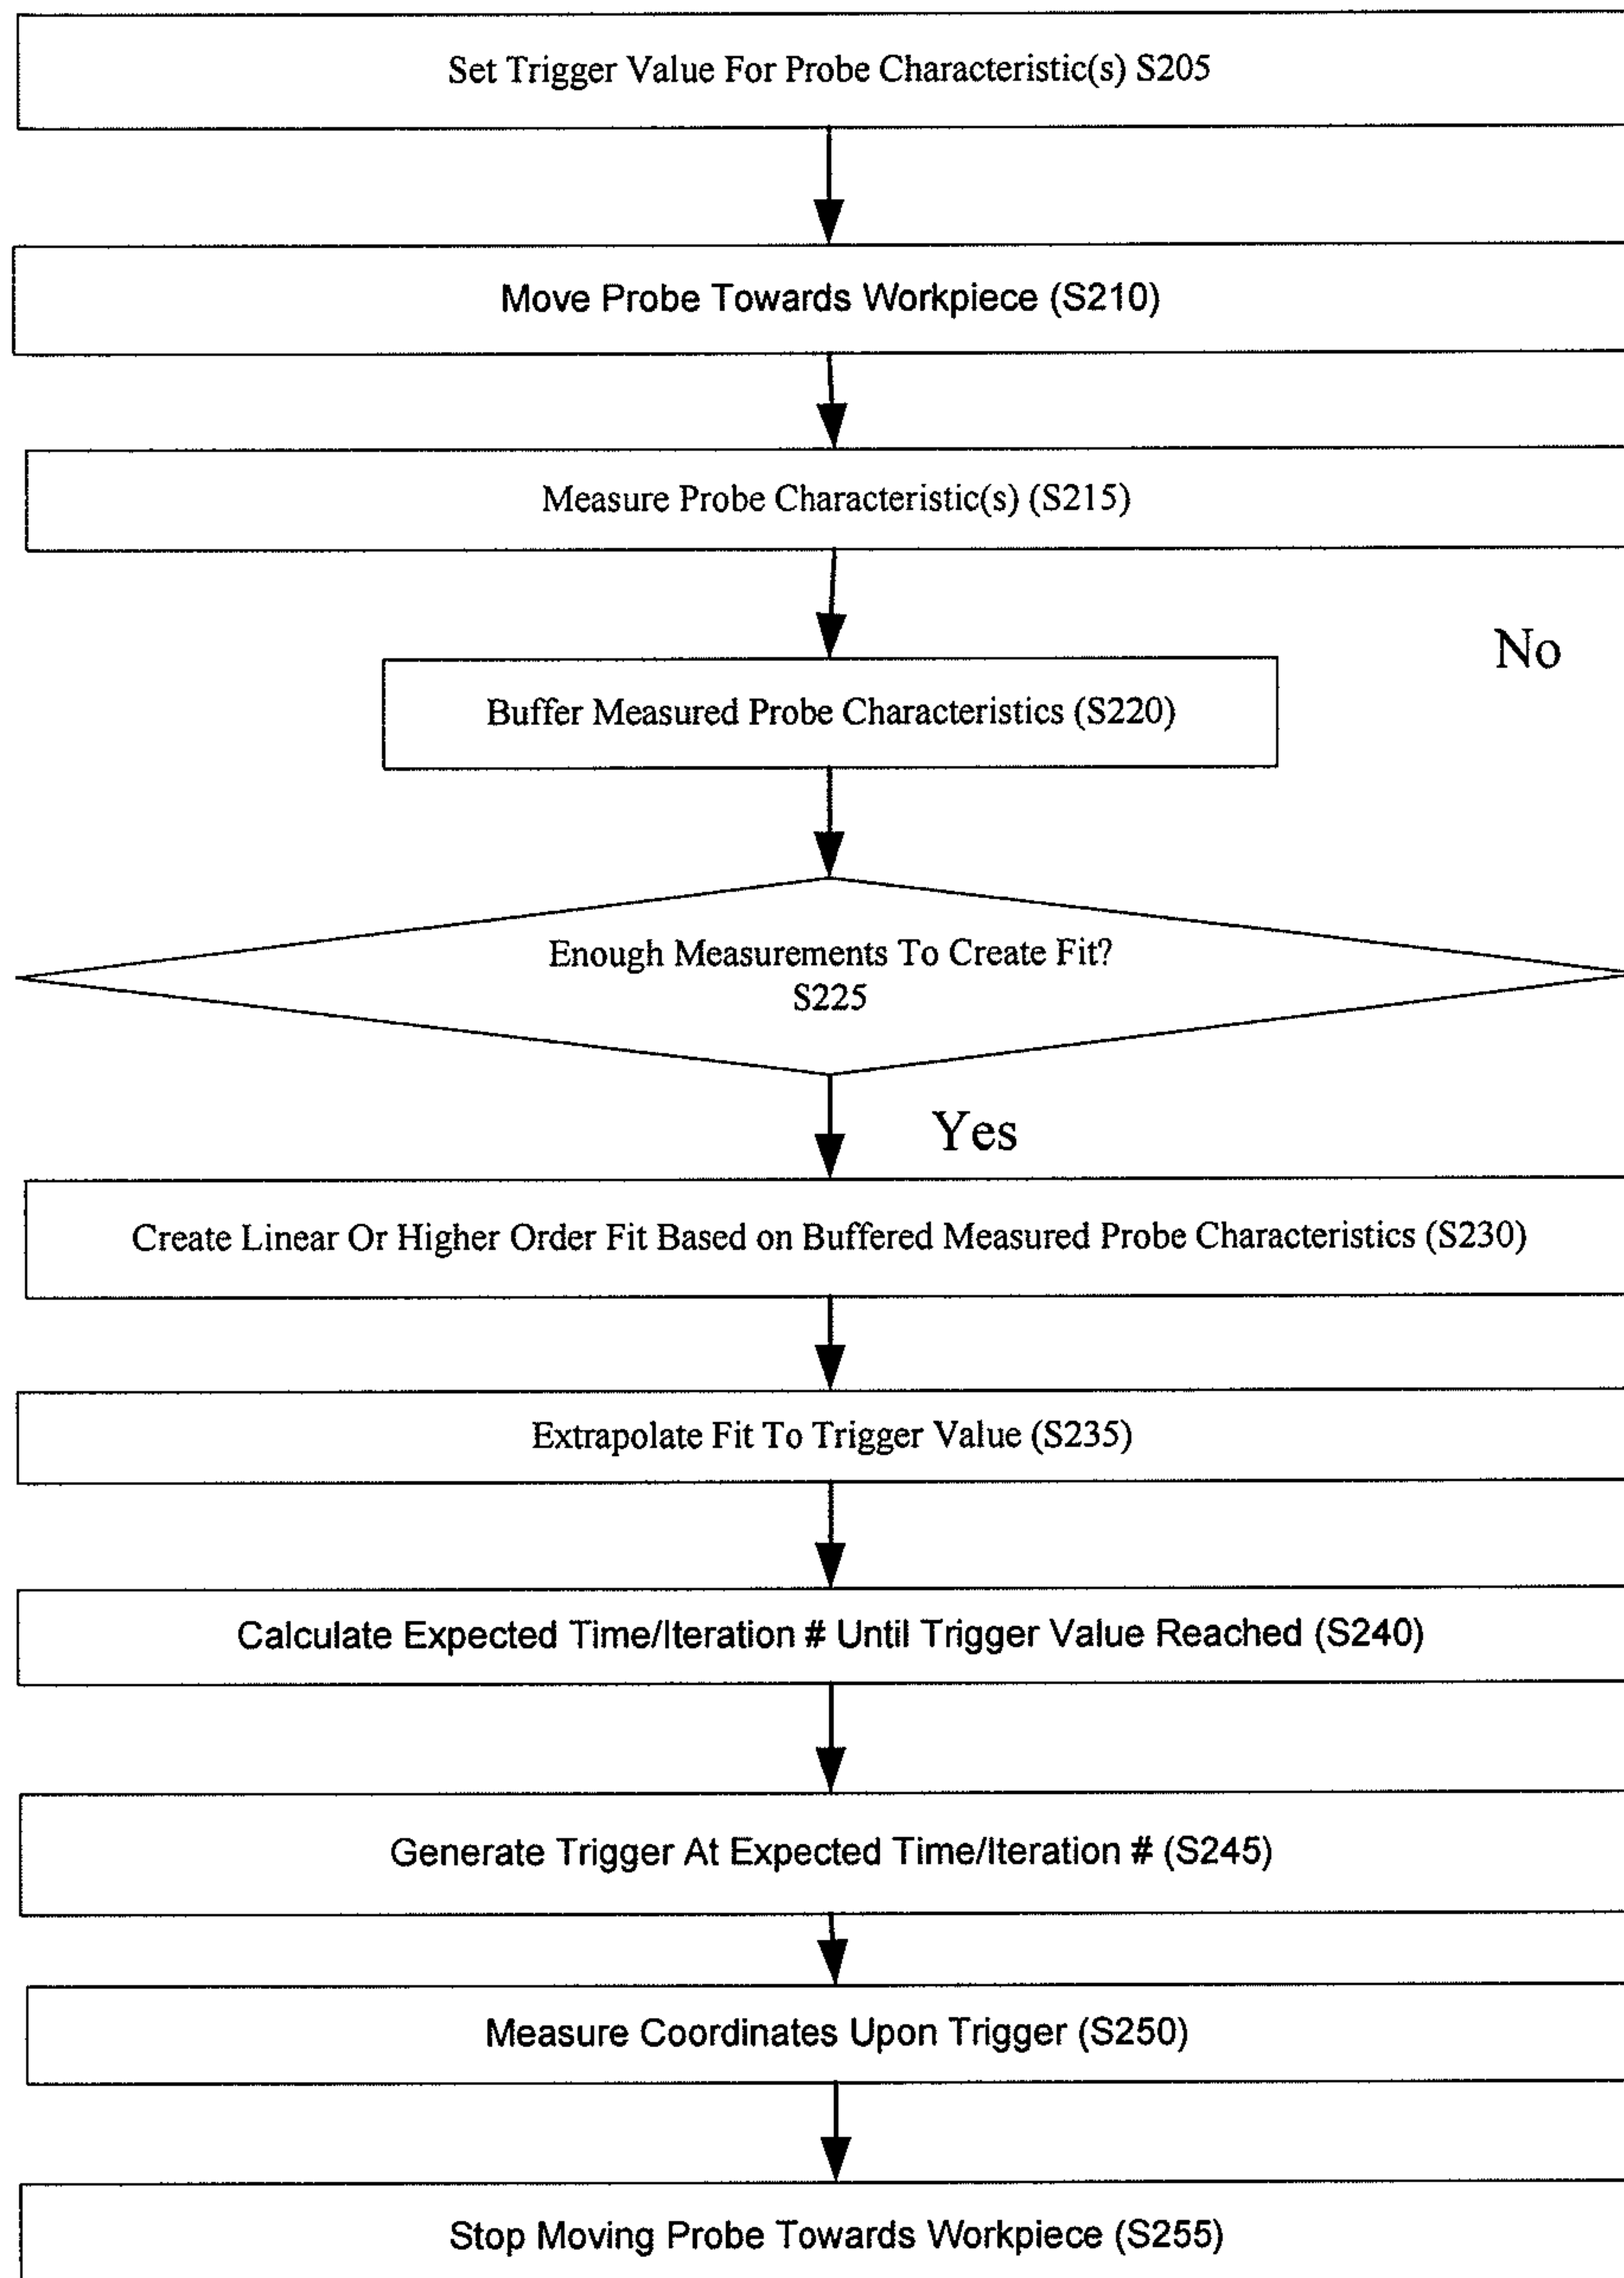 Set Trigger Value For Probe Characteristic(s) S205
Move Probe Towards Workpiece (S210)
Measure Probe Characteristic(s) (S215)
No
Buffer Measured Probe Characteristics (S220)
Enough Measurements To Create Fit?
S225
Yes
Create Linear Or Higher Order Fit Based on Buffered Measured Probe Characteristics (S230)
Extrapolate Fit To Trigger Value (S235)
Calculate Expected Time/Iteration # Until Trigger Value Reached (S240)
Generate Trigger At Expected Time/Iteration # (S245)
Measure Coordinates Upon Trigger (S250)
Stop Moving Probe Towards Workpiece (S255)